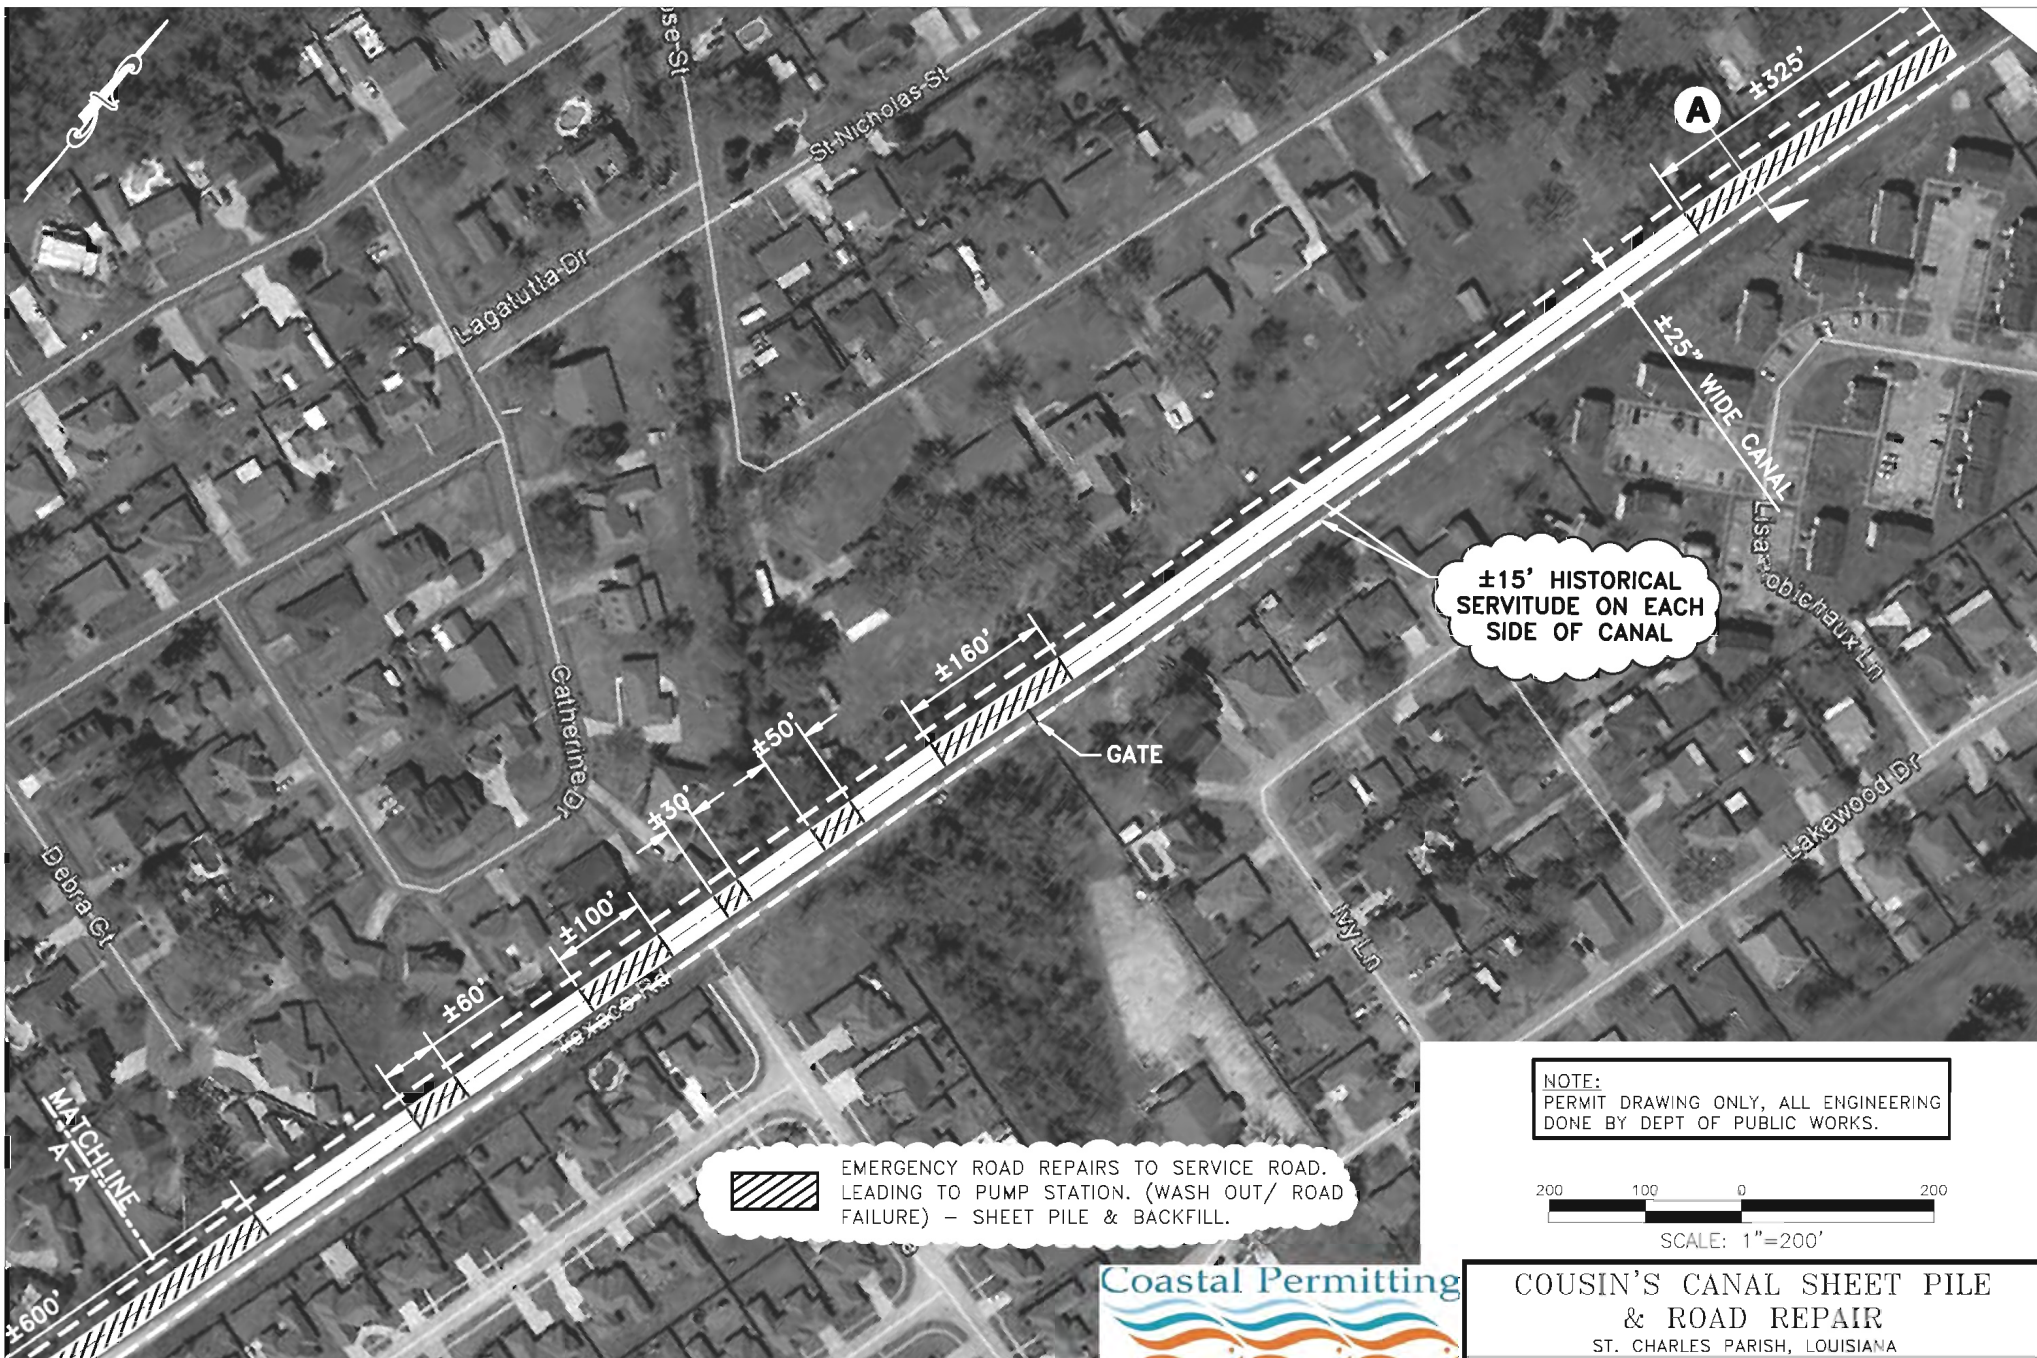 St Nicholas St
Lagatutta Dr
±325'
A
±25" WIDE CANAL
±15' HISTORICAL
SERVITUDE ON EACH
SIDE OF CANAL
Lisa Robichaux Ln
±160'
GATE
±50'
±30'
Catherine Dr
Lakewood Dr
Debra Ct
±100'
Ivy Ln
±60'
Texaco Rd
MATCHLINE
A-A
±600'
EMERGENCY ROAD REPAIRS TO SERVICE ROAD.
LEADING TO PUMP STATION. (WASH OUT/ ROAD
FAILURE) – SHEET PILE & BACKFILL.
NOTE:
PERMIT DRAWING ONLY, ALL ENGINEERING
DONE BY DEPT OF PUBLIC WORKS.
200 100 0 200
SCALE: 1"=200'
Coastal Permitting
COUSIN'S CANAL SHEET PILE
& ROAD REPAIR
ST. CHARLES PARISH, LOUISIANA